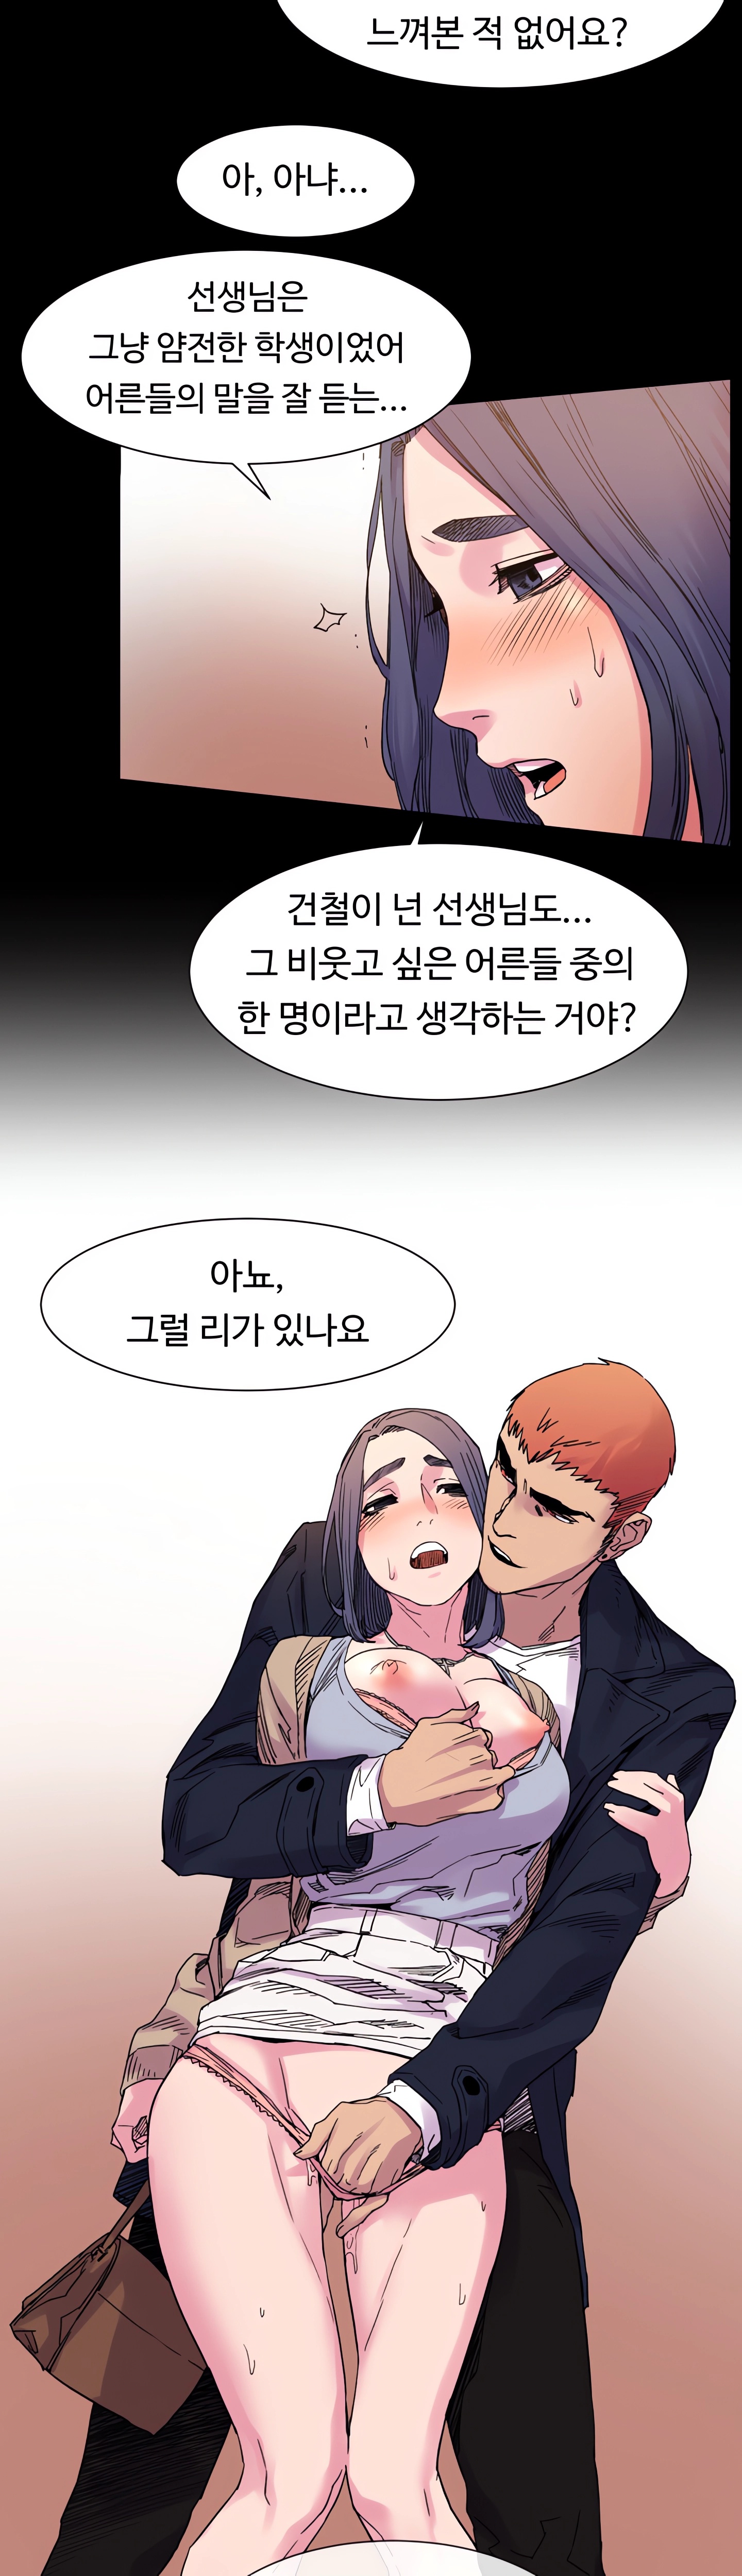 느껴본 적 없어요?
아, 아냐...
선생님은
그냥 얌전한 학생이었어
어른들의 말을 잘 듣는...
건철이 넌 선생님도...
그 비웃고 싶은 어른들 중의
한 명이라고 생각하는 거야?
아뇨,
그럴 리가 있나요